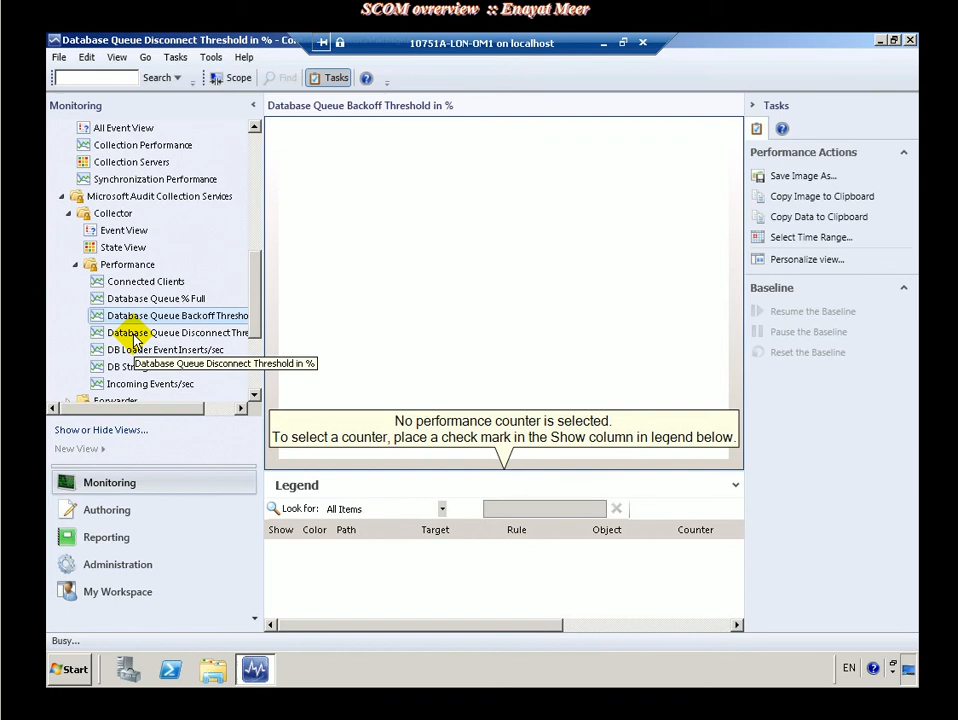 SCOM ovrerview :: Enayat Meer
Database Queue Disconnect Threshold in % - Co...
10751A-LON-OM1 on localhost
File Edit View Go Tasks Tools Help
Search Scope Find Tasks
Monitoring
Database Queue Backoff Threshold in %
Tasks
All Event View
Collection Performance
Collection Servers
Synchronization Performance
Microsoft Audit Collection Services
Collector
Event View
State View
Performance
Connected Clients
Database Queue % Full
Database Queue Backoff Thresho
Database Queue Disconnect Thre
DB Loader Event Inserts/sec
Database Queue Disconnect Threshold in %
DB Str
Incoming Events/sec
Forwarder
Show or Hide Views...
New View
Monitoring
Authoring
Reporting
Administration
My Workspace
No performance counter is selected.
To select a counter, place a check mark in the Show column in legend below.
Legend
Look for: All Items
Show Color Path Target Rule Object Counter
Performance Actions
Save Image As...
Copy Image to Clipboard
Copy Data to Clipboard
Select Time Range...
Personalize view...
Baseline
Resume the Baseline
Pause the Baseline
Reset the Baseline
Busy...
Start
EN